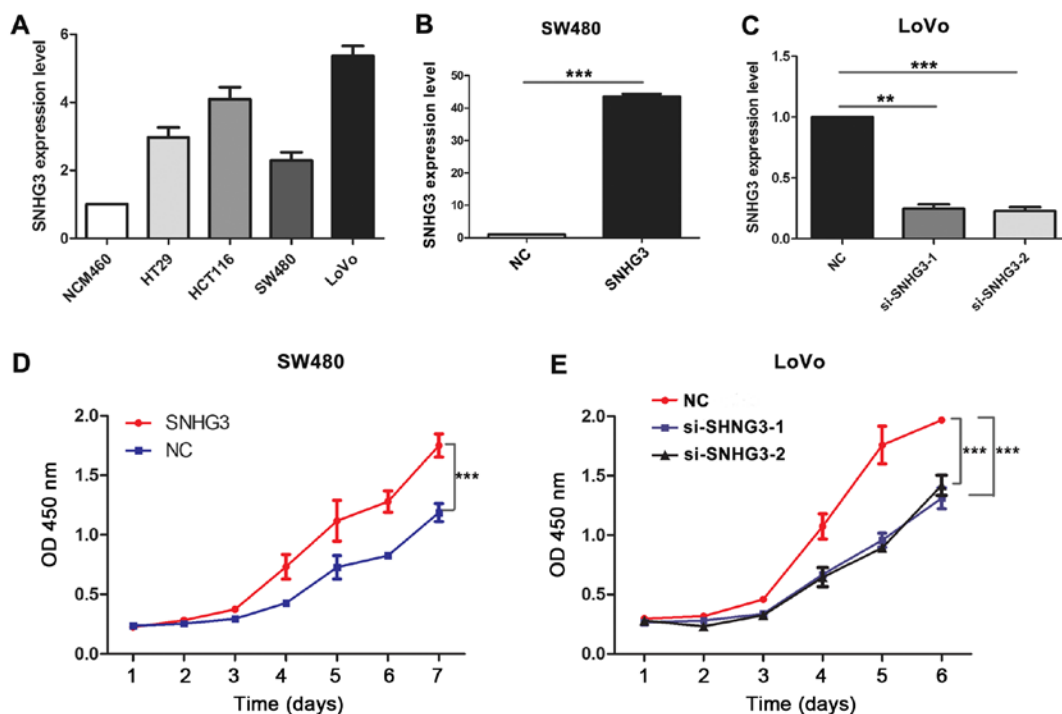 A
SNHG3 expression level
6
4
2
0
NCM460
HT29
HCT116
SW480
LoVo
B
SW480
SNHG3 expression level
50
40
30
20
10
0
***
NC
SNHG3
C
LoVo
SNHG3 expression level
1.5
1.0
0.5
0.0
***
**
NC
si-SNHG3-1
si-SNHG3-2
D
SW480
SNHG3
NC
OD 450 nm
2.0
1.5
1.0
0.5
0.0
***
1 2 3 4 5 6 7
Time (days)
E
LoVo
NC
si-SHNG3-1
si-SNHG3-2
OD 450 nm
2.0
1.5
1.0
0.5
0.0
*** ***
1 2 3 4 5 6
Time (days)